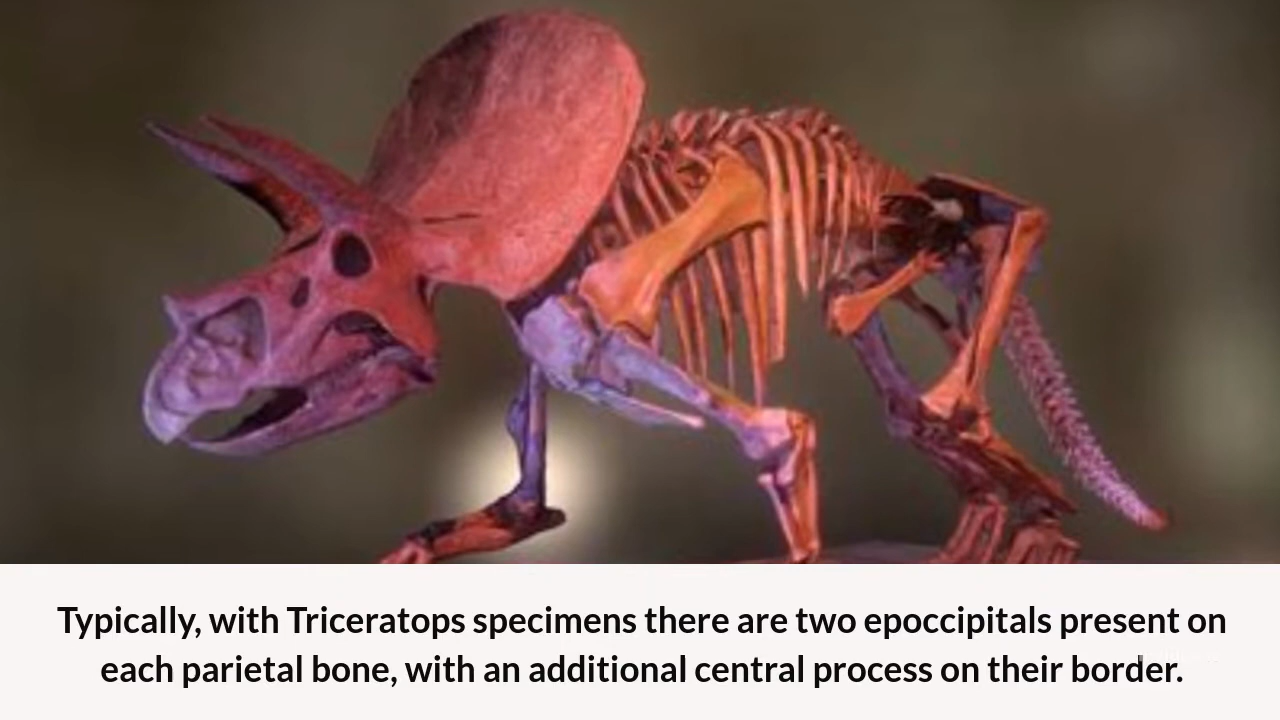 Typically, with Triceratops specimens there are two epoccipitals present on
each parietal bone, with an additional central process on their border.